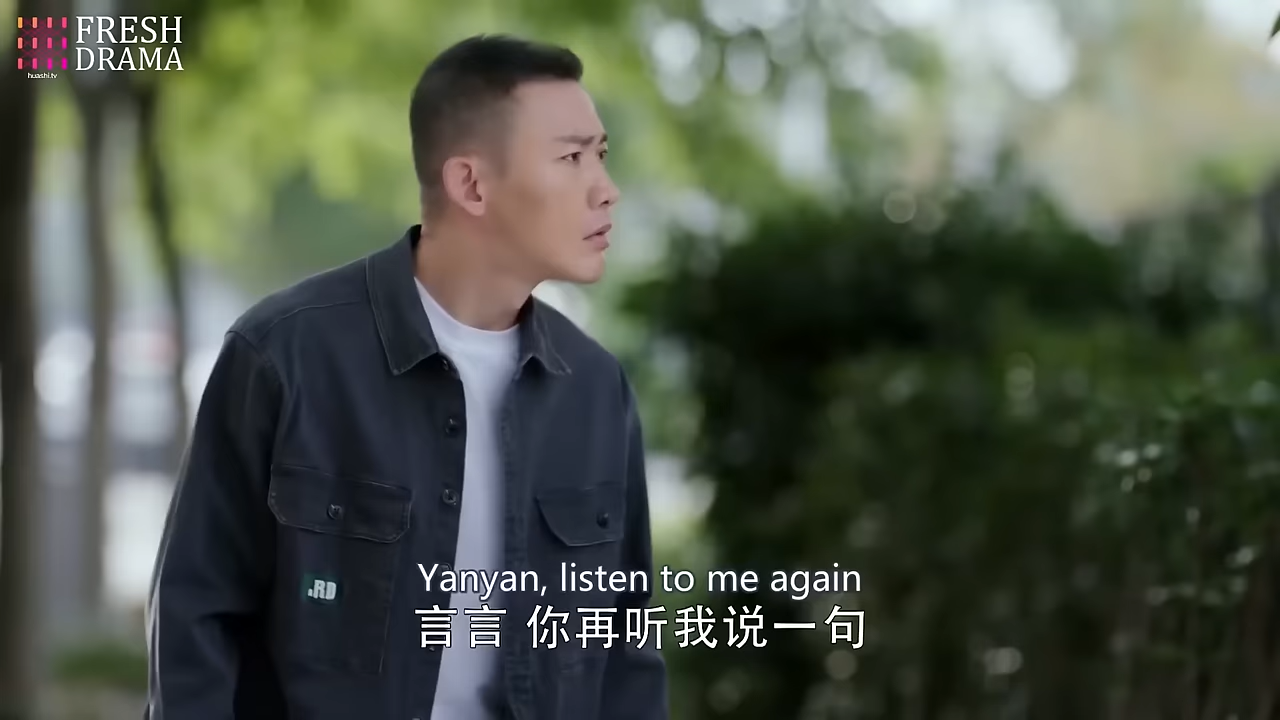 FRESH
DRAMA
huashi.tv
.RD
Yanyan, listen to me again
言言 你再听我说一句